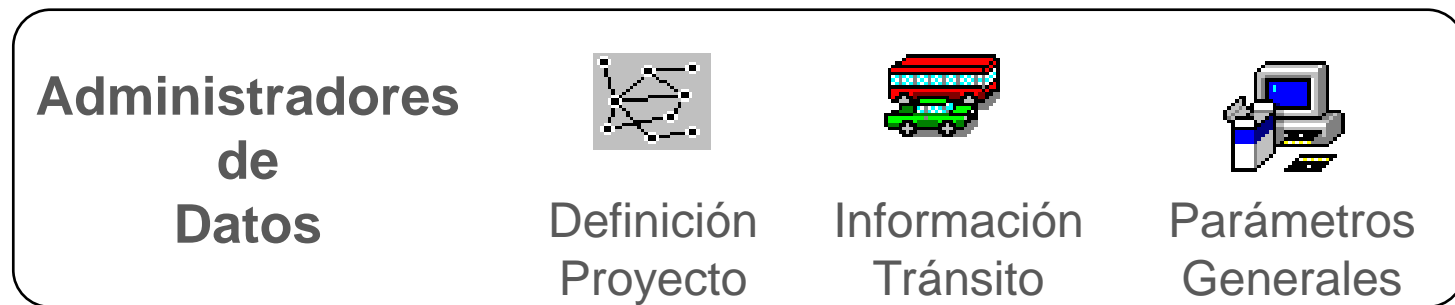 Administradores
de
Datos
Definición
Proyecto
Información
Tránsito
Parámetros
Generales